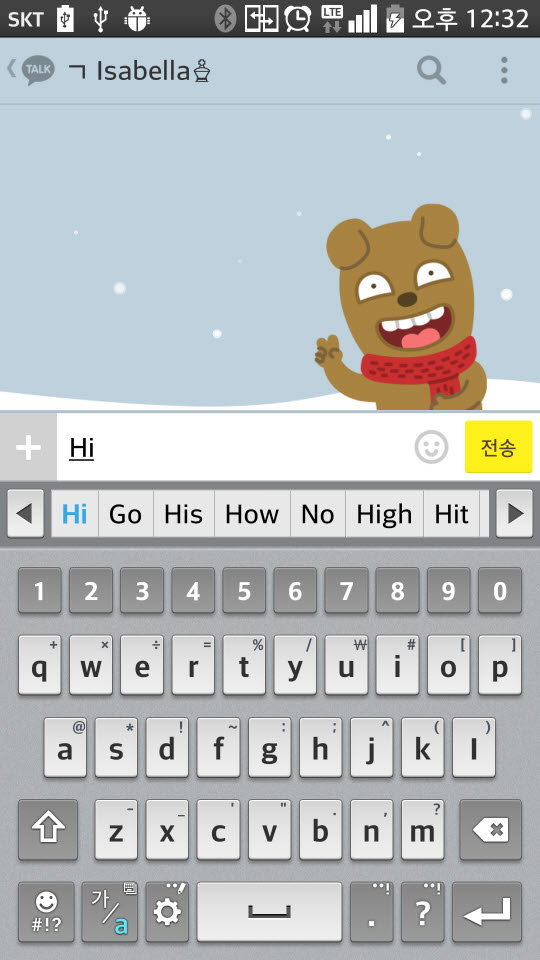 SKT LTE 오후 12:32
TALK ㄱ Isabella
Hi 전송
Hi Go His How No High Hit
1 2 3 4 5 6 7 8 9 0
+ × ÷ = % / ₩ # [ ]
q w e r t y u i o p
@ * ! ~ : ; ^ ( )
a s d f g h j k l
- _ ' " . , ?
z x c v b n m
#!? 가/a . ?